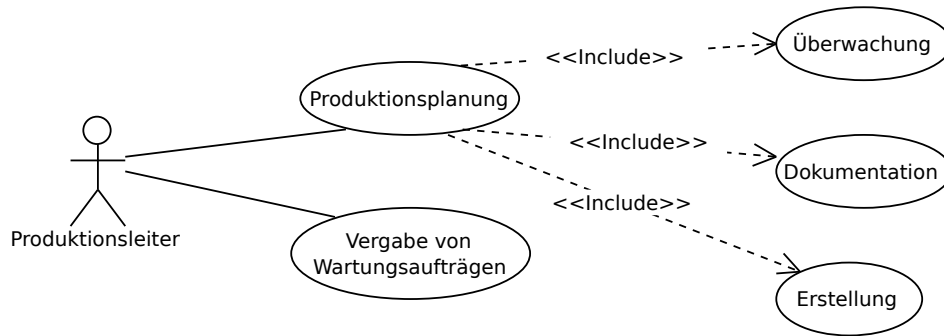 Überwachung
<<Include>>
Produktionsplanung
<<Include>>
Dokumentation
<<Include>>
Produktionsleiter
Vergabe von
Wartungsaufträgen
Erstellung